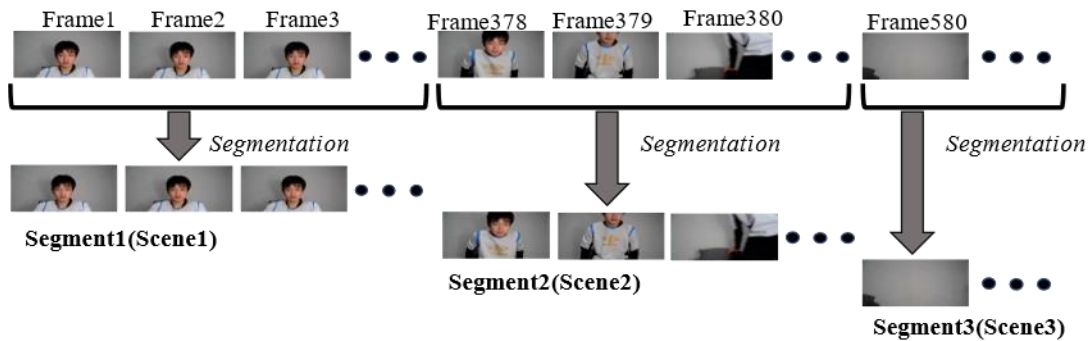 Frame1 Frame2 Frame3 Frame378 Frame379 Frame380 Frame580
Segmentation Segmentation Segmentation
Segment1(Scene1)
Segment2(Scene2)
Segment3(Scene3)